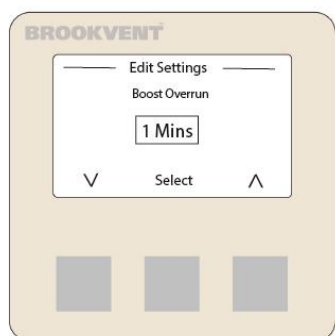 BROOKVENT
Edit Settings
Boost Overrun
1 Mins
Select